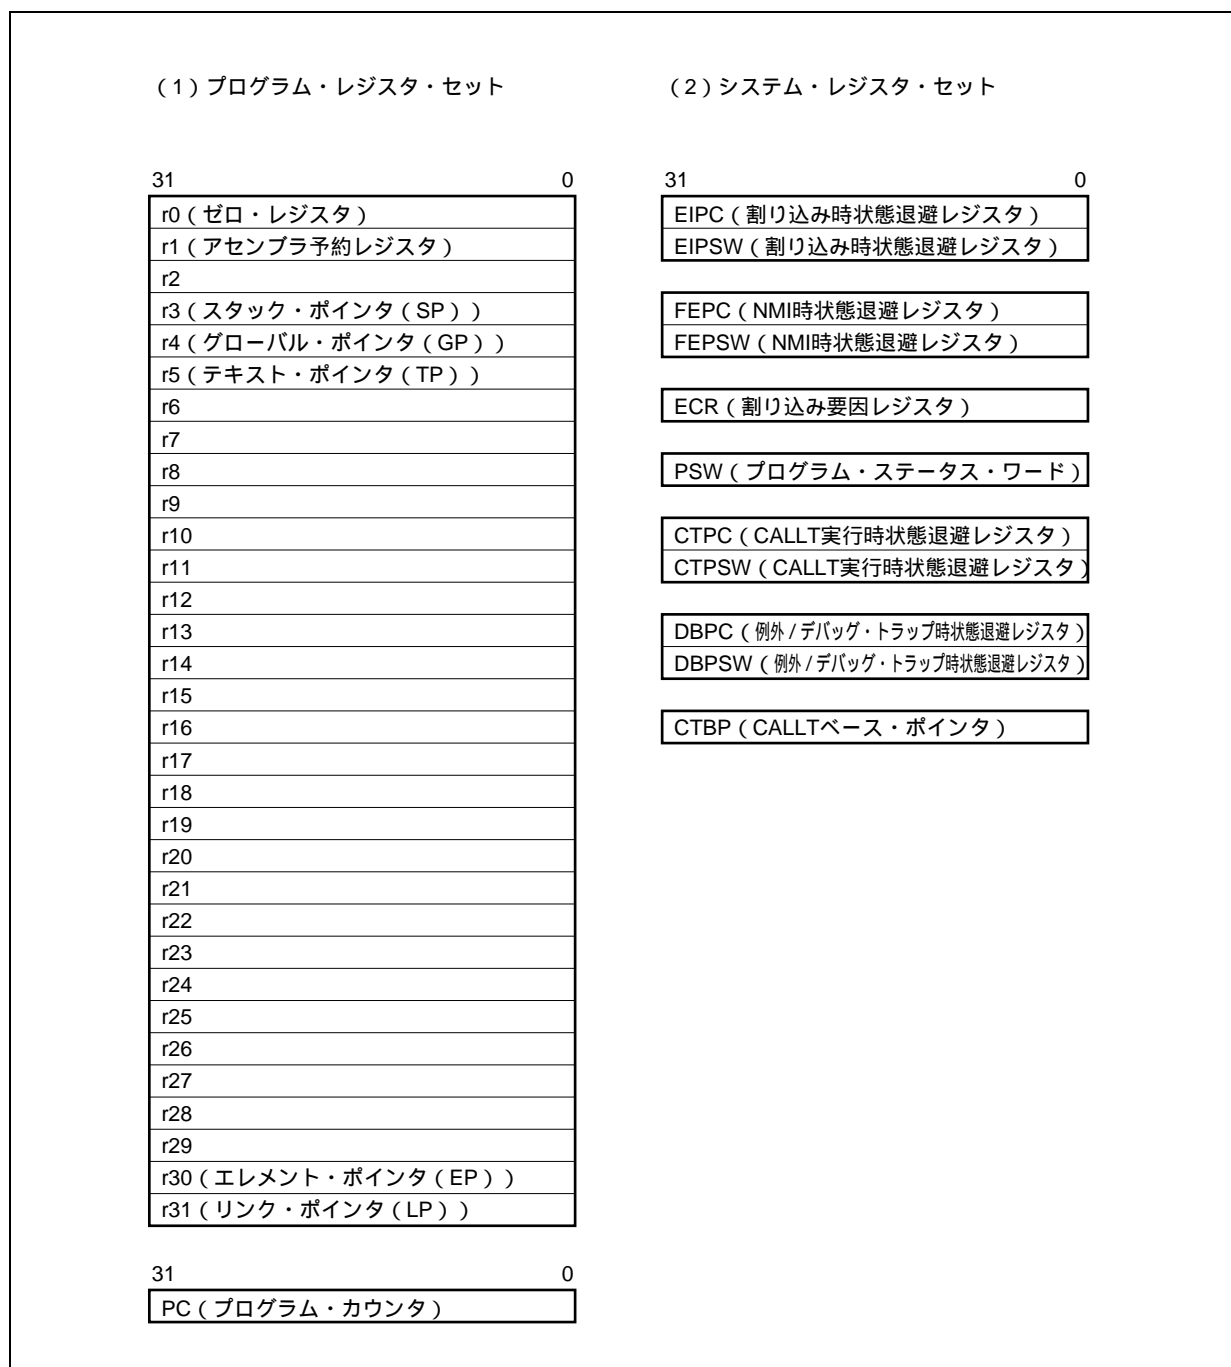 （1）プログラム・レジスタ・セット
31 0
r0（ゼロ・レジスタ）
r1（アセンブラ予約レジスタ）
r2
r3（スタック・ポインタ（SP））
r4（グローバル・ポインタ（GP））
r5（テキスト・ポインタ（TP））
r6
r7
r8
r9
r10
r11
r12
r13
r14
r15
r16
r17
r18
r19
r20
r21
r22
r23
r24
r25
r26
r27
r28
r29
r30（エレメント・ポインタ（EP））
r31（リンク・ポインタ（LP））
31 0
PC（プログラム・カウンタ）
（2）システム・レジスタ・セット
31 0
EIPC（割り込み時状態退避レジスタ）
EIPSW（割り込み時状態退避レジスタ）
FEPC（NMI時状態退避レジスタ）
FEPSW（NMI時状態退避レジスタ）
ECR（割り込み要因レジスタ）
PSW（プログラム・ステータス・ワード）
CTPC（CALLT実行時状態退避レジスタ）
CTPSW（CALLT実行時状態退避レジスタ）
DBPC（例外／デバッグ・トラップ時状態退避レジスタ）
DBPSW（例外／デバッグ・トラップ時状態退避レジスタ）
CTBP（CALLTベース・ポインタ）